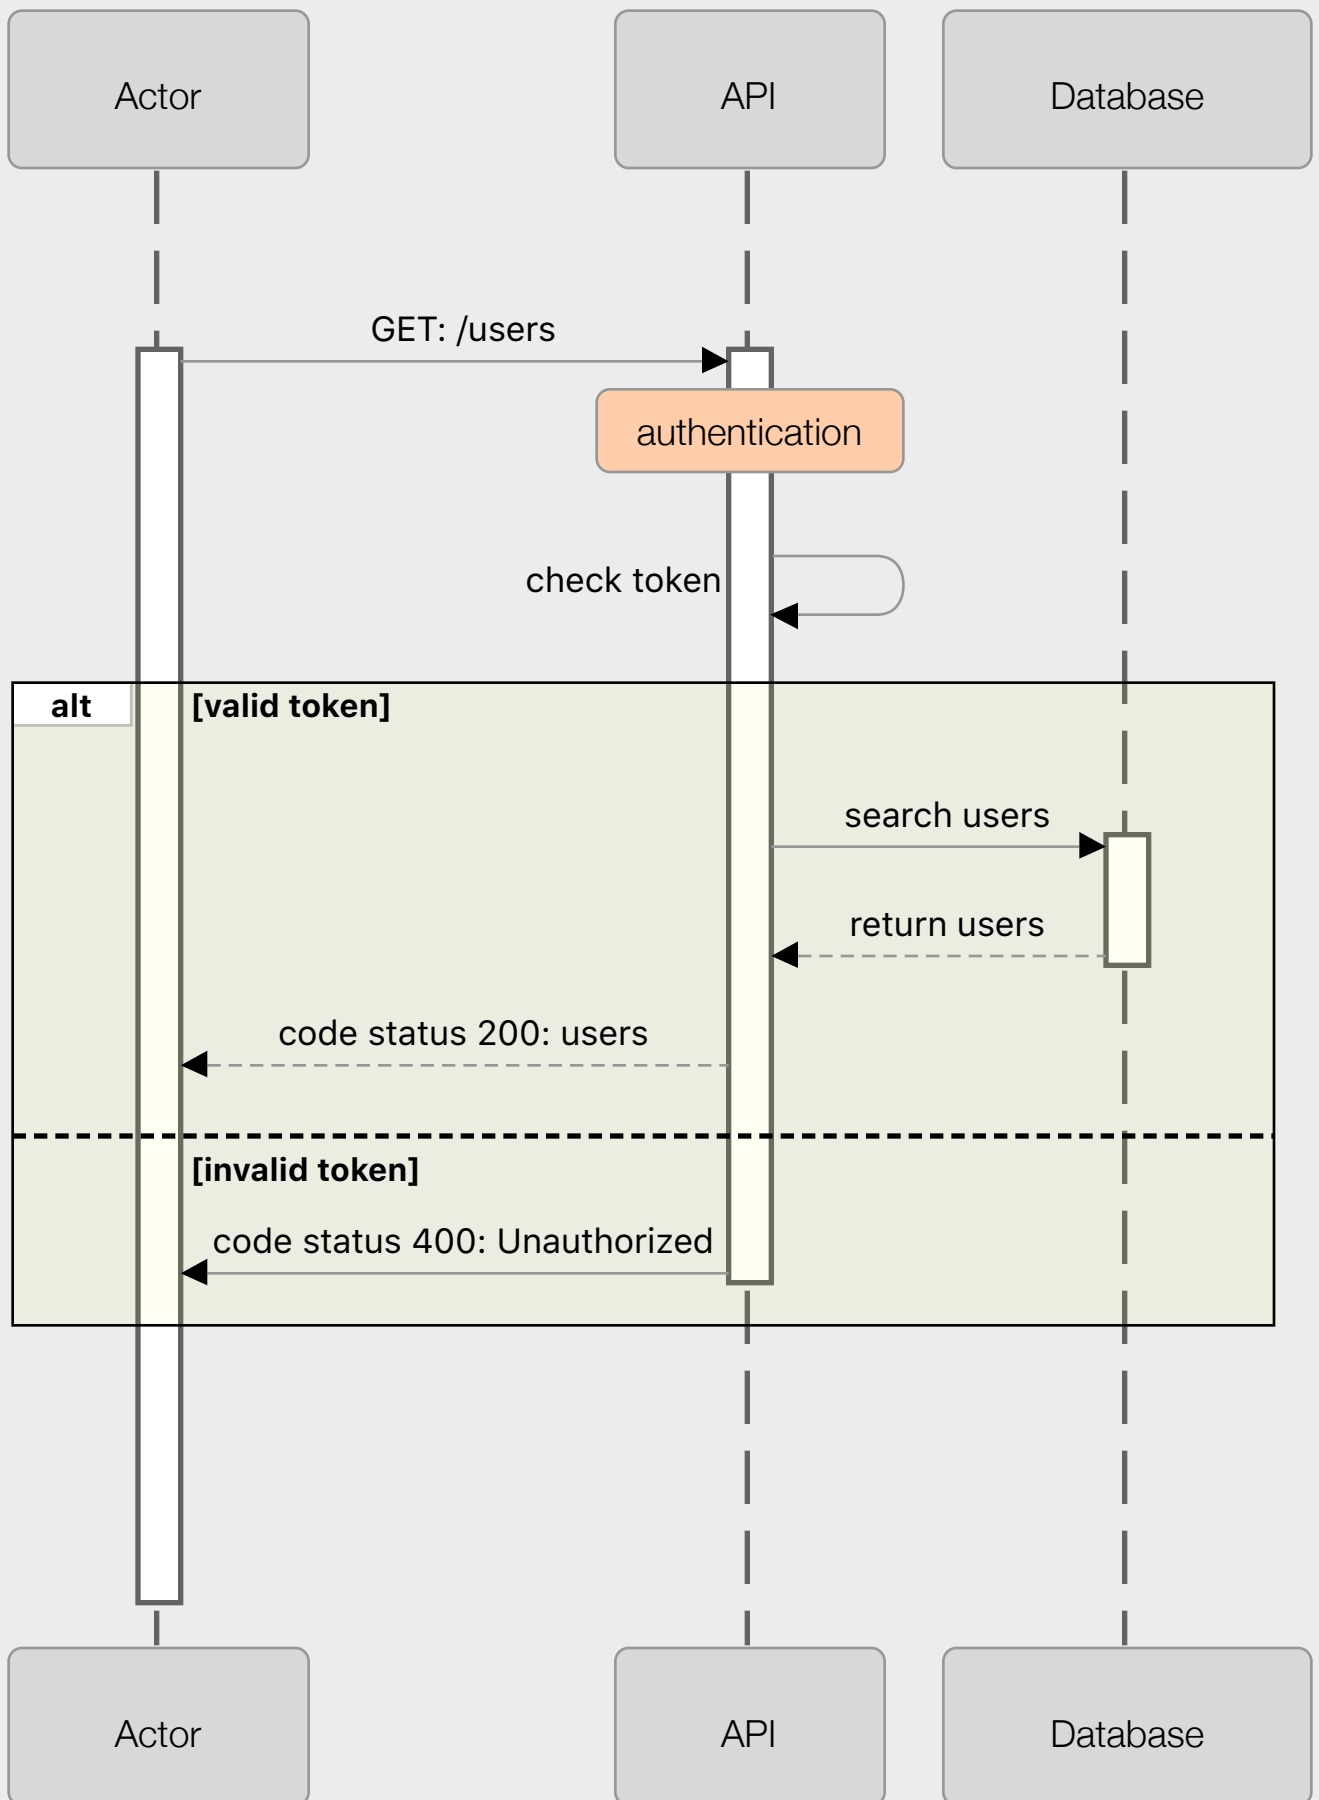 Actor
API
Database
GET: /users
authentication
check token
alt
[valid token]
search users
return users
code status 200: users
[invalid token]
code status 400: Unauthorized
Actor
API
Database